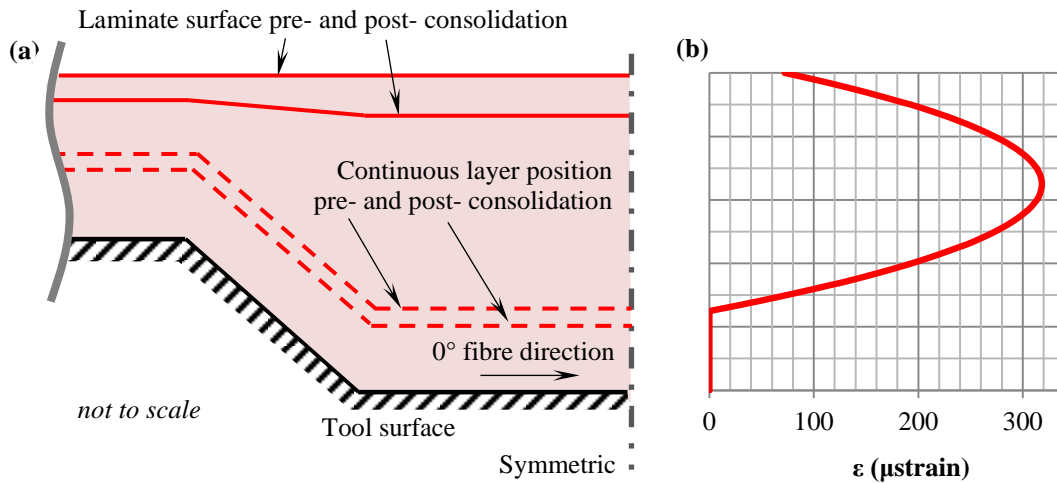 Laminate surface pre- and post- consolidation
(a)
Continuous layer position
pre- and post- consolidation
0° fibre direction
not to scale
Tool surface
Symmetric
(b)
0 100 200 300
ε (μstrain)